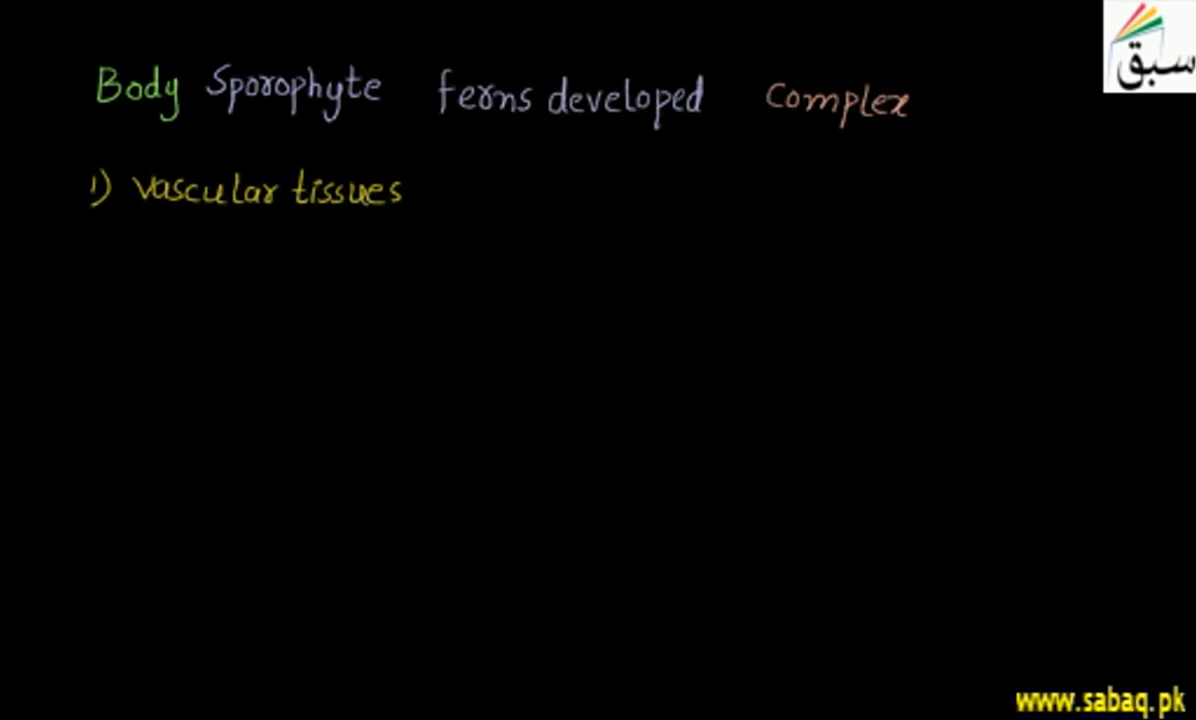 سبق
Body Sporophyte ferns developed Complex
1) vascular tissues
www.sabaq.pk